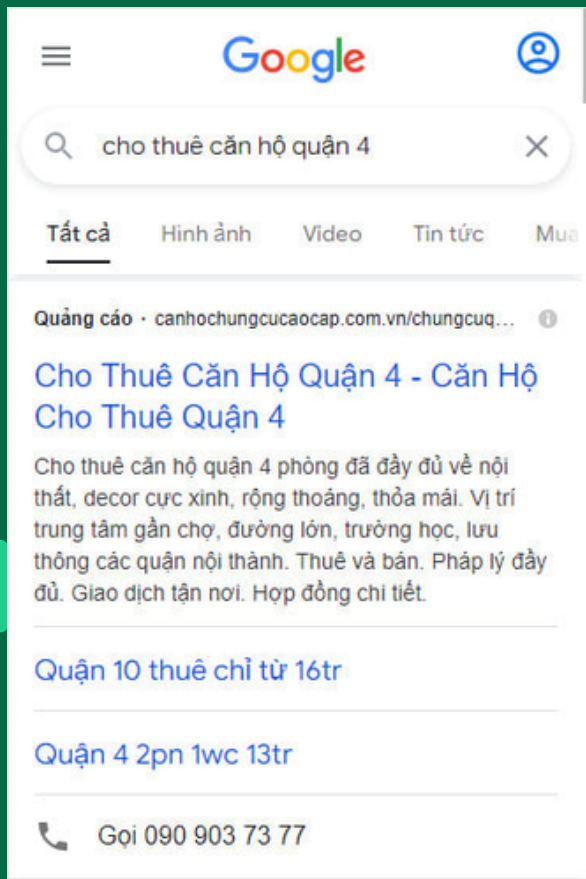 Google
cho thuê căn hộ quận 4
Tất cả Hình ảnh Video Tin tức Mua
Quảng cáo · canhochungcucaocap.com.vn/chungcuq...
Cho Thuê Căn Hộ Quận 4 - Căn Hộ
Cho Thuê Quận 4
Cho thuê căn hộ quận 4 phòng đã đầy đủ về nội
thất, decor cực xinh, rộng thoáng, thỏa mái. Vị trí
trung tâm gần chợ, đường lớn, trường học, lưu
thông các quận nội thành. Thuê và bán. Pháp lý đầy
đủ. Giao dịch tận nơi. Hợp đồng chi tiết.
Quận 10 thuê chỉ từ 16tr
Quận 4 2pn 1wc 13tr
Gọi 090 903 73 77